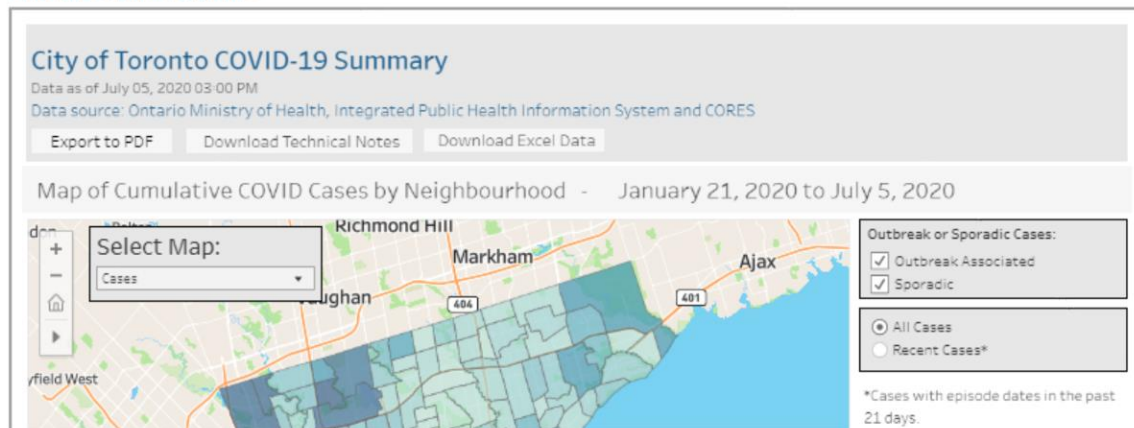 City of Toronto COVID-19 Summary
Data as of July 05, 2020 03:00 PM
Data source: Ontario Ministry of Health, Integrated Public Health Information System and CORES
Export to PDF Download Technical Notes Download Excel Data
Map of Cumulative COVID Cases by Neighbourhood - January 21, 2020 to July 5, 2020
Select Map:
Cases
Richmond Hill
Markham
Ajax
404
401
Outbreak or Sporadic Cases:
Outbreak Associated
Sporadic
All Cases
Recent Cases*
*Cases with episode dates in the past
21 days.